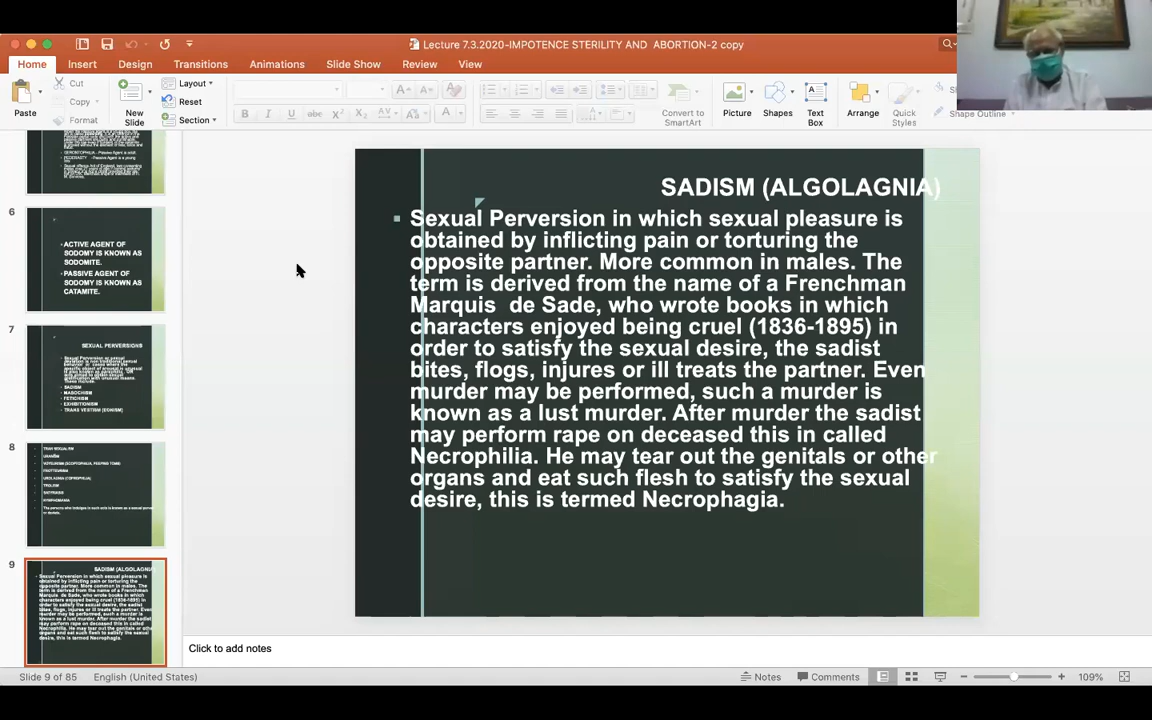 Lecture 7.3.2020-IMPOTENCE STERILITY AND ABORTION-2 copy
Home Insert Design Transitions Animations Slide Show Review View
Paste
Cut
Copy
Format
New Slide
Layout
Reset
Section
Convert to SmartArt
Picture
Shapes
Text Box
Arrange
Quick Styles
Shape Outline
6
ACTIVE AGENT OF
SODOMY IS KNOWN AS
SODOMITE.
PASSIVE AGENT OF
SODOMY IS KNOWN AS
CATAMITE.
7
SEXUAL PERVERSIONS
SADISM
MASOCHISM
FETICHISM
EXHIBITIONISM
TRANS VESTISM (EONISM)
8
9
SADISM (ALGOLAGNIA)
Sexual Perversion in which sexual pleasure is
obtained by inflicting pain or torturing the
opposite partner. More common in males. The
term is derived from the name of a Frenchman
Marquis de Sade, who wrote books in which
characters enjoyed being cruel (1836-1895) in
order to satisfy the sexual desire, the sadist
bites, flogs, injures or ill treats the partner. Even
murder may be performed, such a murder is
known as a lust murder. After murder the sadist
may perform rape on deceased this in called
Necrophilia. He may tear out the genitals or other
organs and eat such flesh to satisfy the sexual
desire, this is termed Necrophagia.
Click to add notes
Slide 9 of 85 English (United States) Notes Comments 109%